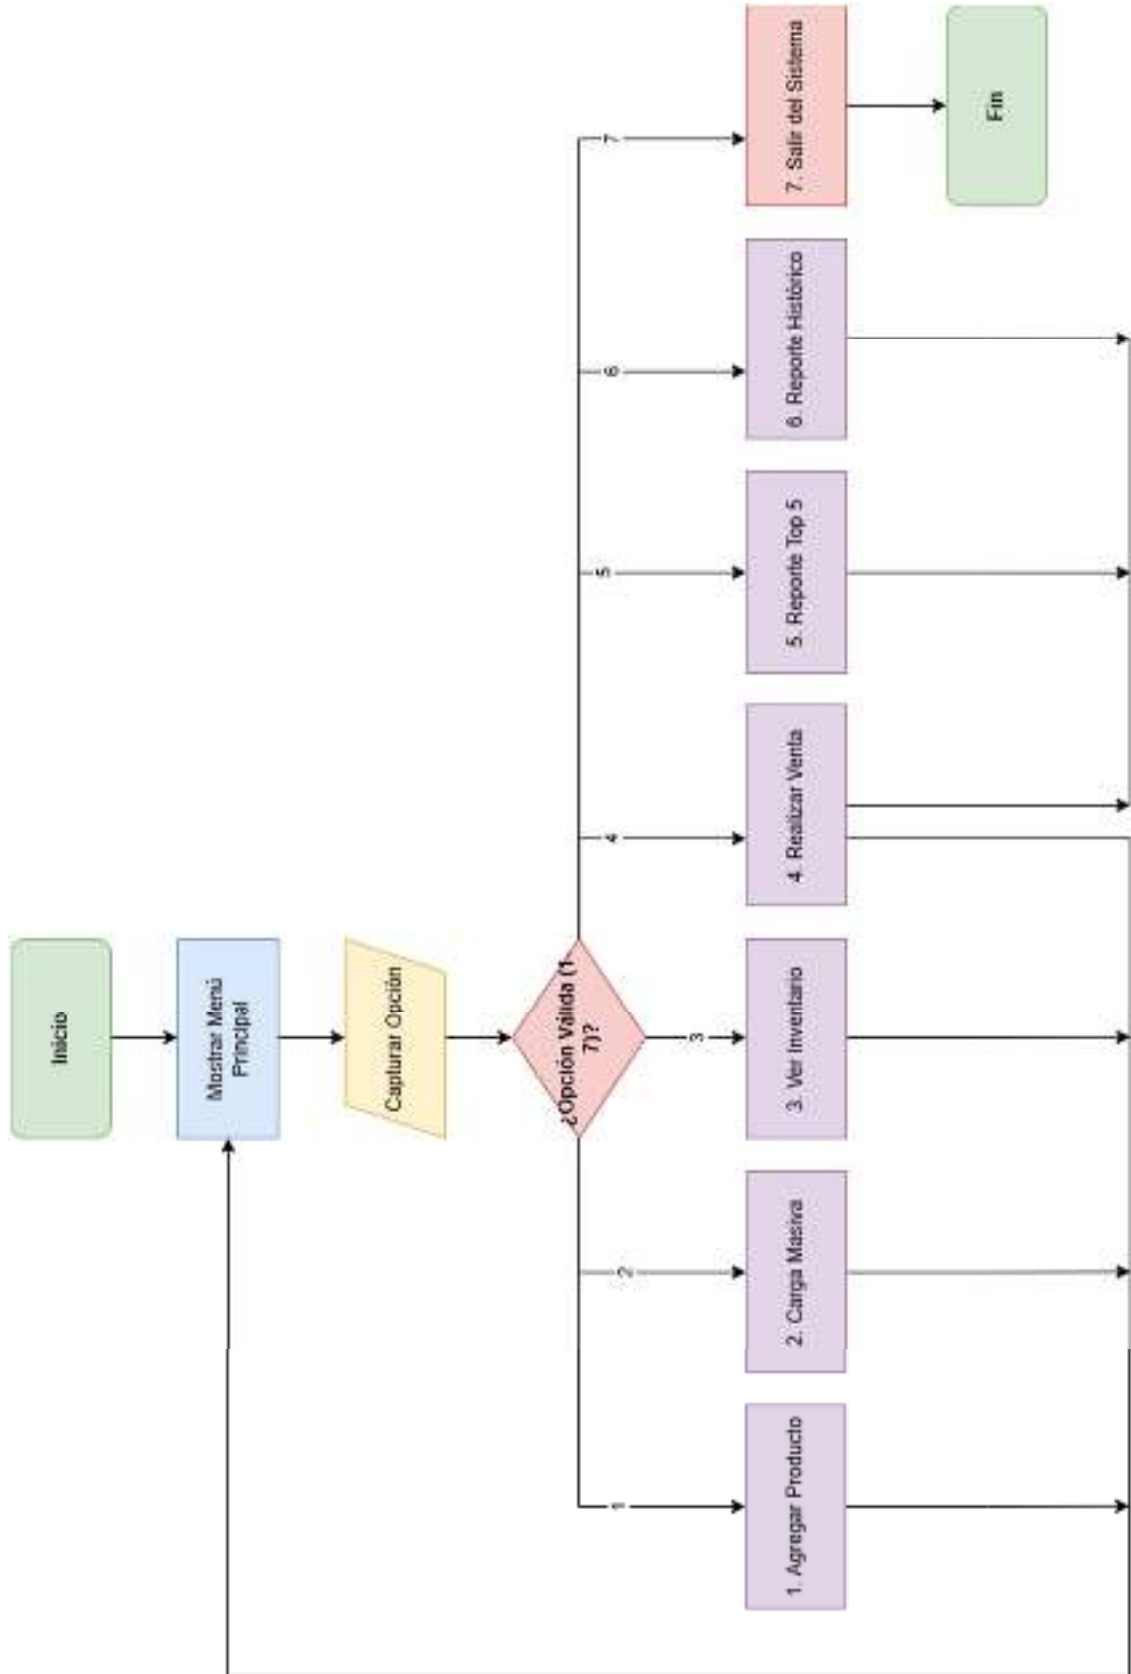 Inicio
Mostrar Menú
Principal
Capturar Opción
¿Opción Válida (1
7)?
1
2
3
4
5
6
7
1. Agregar Producto
2. Carga Masiva
3. Ver Inventario
4. Realizar Venta
5. Reporte Top 5
6. Reporte Histórico
7. Salir del Sistema
Fin